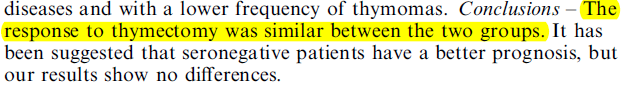 diseases and with a lower frequency of thymomas. Conclusions – The
response to thymectomy was similar between the two groups. It has
been suggested that seronegative patients have a better prognosis, but
our results show no differences.